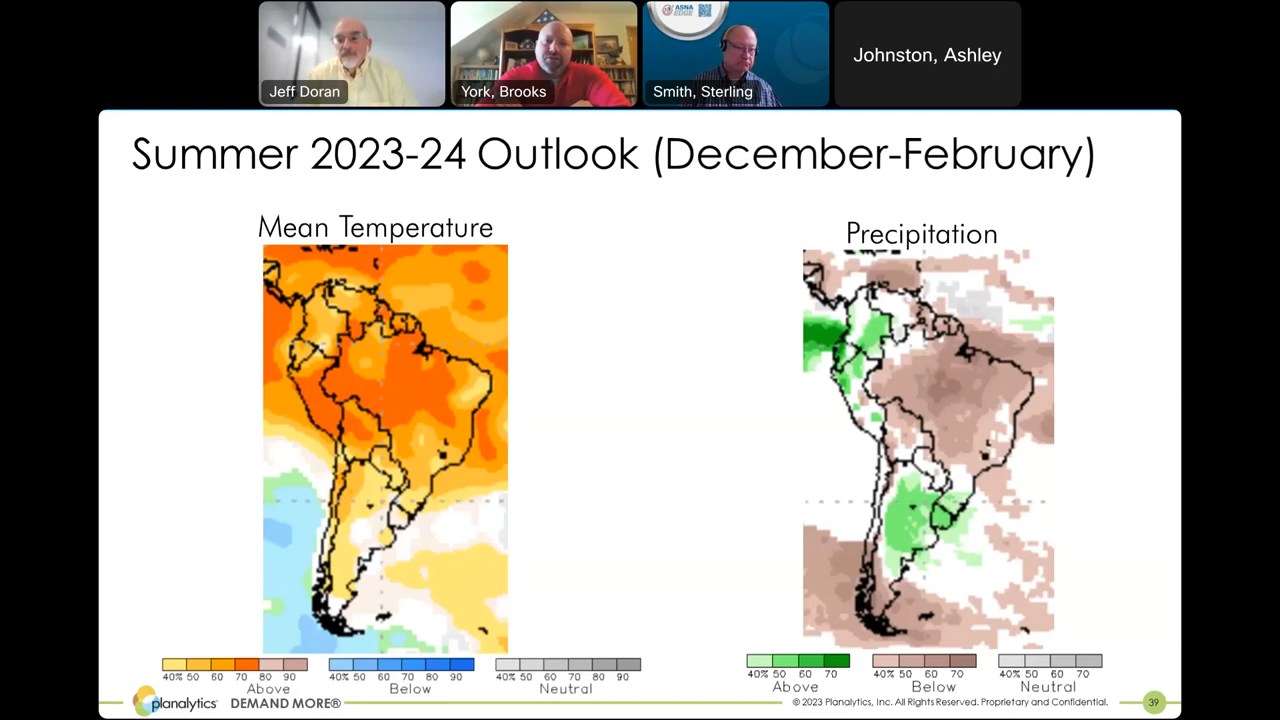 ASNA
EDGE
Jeff Doran
York, Brooks
Smith, Sterling
Johnston, Ashley
Summer 2023-24 Outlook (December-February)
Mean Temperature
Precipitation
40% 50 60 70 80 90
Above
40% 50 60 70 80 90
Below
40% 50 60 70 80 90
Neutral
40% 50 60 70
Above
40% 50 60 70
Below
40% 50 60 70
Neutral
planalytics DEMAND MORE®
© 2023 Planalytics, Inc. All Rights Reserved. Proprietary and Confidential.
39